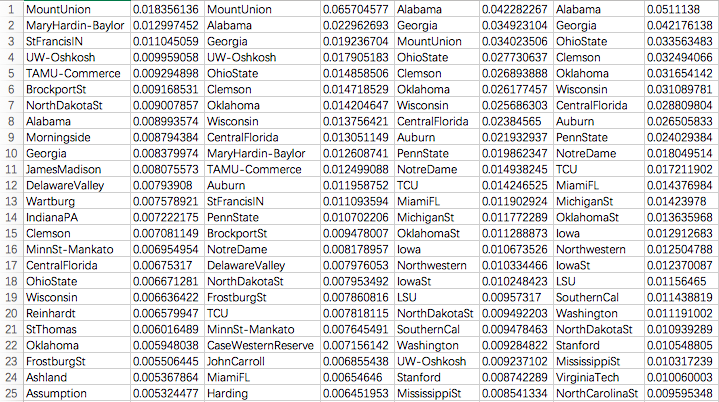 1 MountUnion 0.018356136 MountUnion 0.065704577 Alabama 0.042282267 Alabama 0.0511138
2 MaryHardin-Baylor 0.012997452 Alabama 0.022962693 Georgia 0.034923104 Georgia 0.042176138
3 StFrancisIN 0.011045059 Georgia 0.019236704 MountUnion 0.034023506 OhioState 0.033563483
4 UW-Oshkosh 0.009959058 UW-Oshkosh 0.017905183 OhioState 0.027730637 Clemson 0.032494066
5 TAMU-Commerce 0.009294898 OhioState 0.014858506 Clemson 0.026893888 Oklahoma 0.031654142
6 BrockportSt 0.009168531 Clemson 0.014718529 Oklahoma 0.026177457 Wisconsin 0.031089781
7 NorthDakotaSt 0.009007857 Oklahoma 0.014204647 Wisconsin 0.025686303 CentralFlorida 0.028809804
8 Alabama 0.008993574 Wisconsin 0.013756421 CentralFlorida 0.02384565 Auburn 0.026505833
9 Morningside 0.008794384 CentralFlorida 0.013051149 Auburn 0.021932937 PennState 0.024029384
10 Georgia 0.008379974 MaryHardin-Baylor 0.012608741 PennState 0.019862347 NotreDame 0.018049514
11 JamesMadison 0.008075573 TAMU-Commerce 0.012499088 NotreDame 0.014938245 TCU 0.017211902
12 DelawareValley 0.00793908 Auburn 0.011958752 TCU 0.014246525 MiamiFL 0.014376984
13 Wartburg 0.007578921 StFrancisIN 0.011093594 MiamiFL 0.011902924 MichiganSt 0.01423978
14 IndianaPA 0.007222175 PennState 0.010702206 MichiganSt 0.011772289 OklahomaSt 0.013635968
15 Clemson 0.007081149 BrockportSt 0.009478007 OklahomaSt 0.011288873 Iowa 0.012912683
16 MinnSt-Mankato 0.006954954 NotreDame 0.008178957 Iowa 0.010673526 Northwestern 0.012504788
17 CentralFlorida 0.00675317 DelawareValley 0.007976053 Northwestern 0.010334466 IowaSt 0.012370087
18 OhioState 0.006671281 NorthDakotaSt 0.007953492 IowaSt 0.010248423 LSU 0.01156465
19 Wisconsin 0.006636422 FrostburgSt 0.007860816 LSU 0.00957317 SouthernCal 0.011438819
20 Reinhardt 0.006579947 TCU 0.007818115 NorthDakotaSt 0.009492203 Washington 0.011191002
21 StThomas 0.006016489 MinnSt-Mankato 0.007645491 SouthernCal 0.009478463 NorthDakotaSt 0.010939289
22 Oklahoma 0.005948038 CaseWesternReserve 0.007156142 Washington 0.009284822 Stanford 0.010548805
23 FrostburgSt 0.005506445 JohnCarroll 0.006855438 UW-Oshkosh 0.009237102 MississippiSt 0.010317239
24 Ashland 0.005367864 MiamiFL 0.00654646 Stanford 0.008742289 VirginiaTech 0.010060003
25 Assumption 0.005324477 Harding 0.006451953 MississippiSt 0.008541334 NorthCarolinaSt 0.009595348